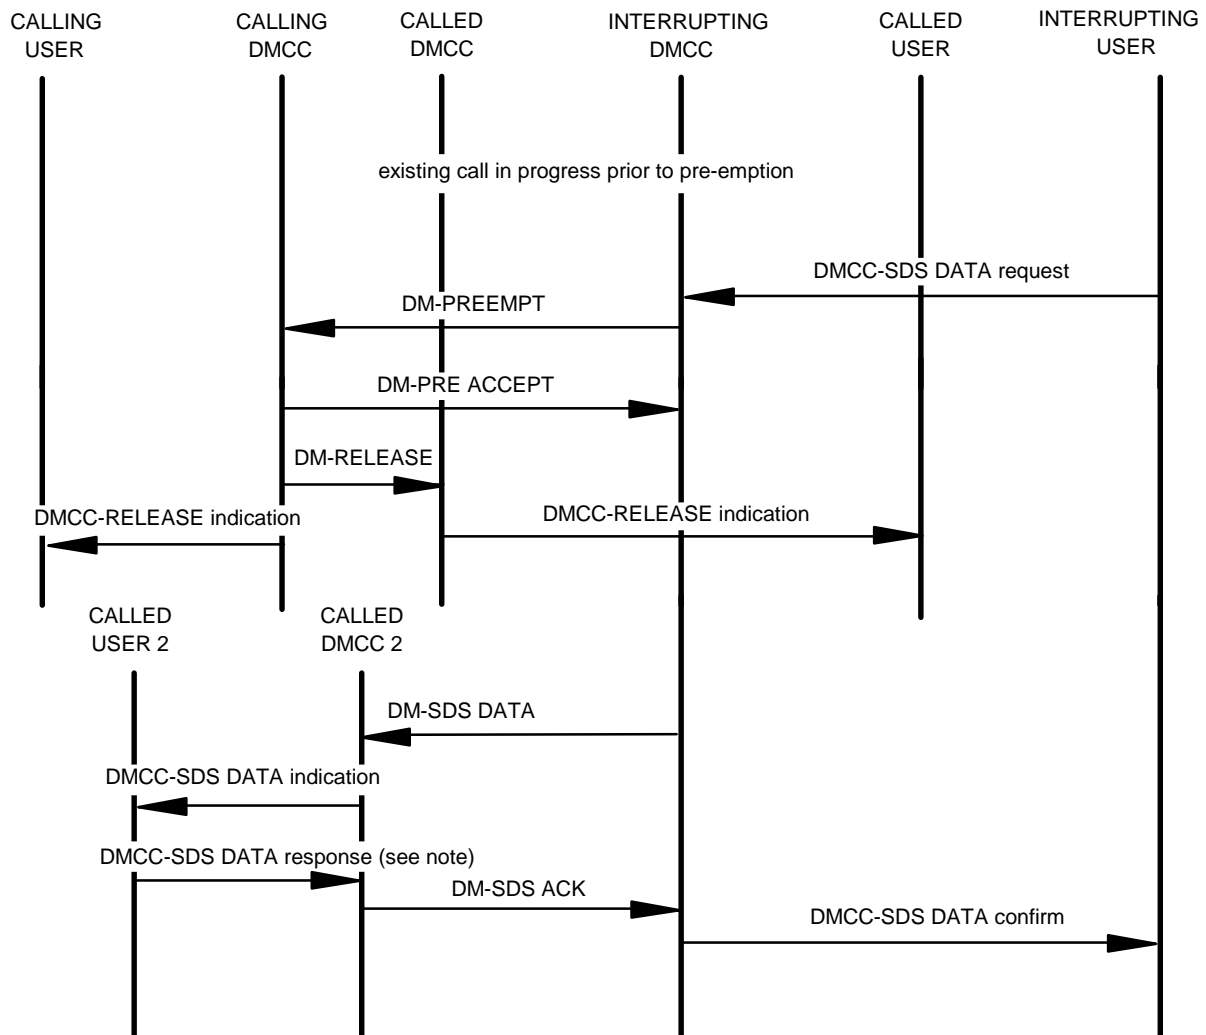 CALLING
USER
CALLING
DMCC
CALLED
DMCC
INTERRUPTING
DMCC
CALLED
USER
INTERRUPTING
USER
existing call in progress prior to pre-emption
DMCC-SDS DATA request
DM-PREEMPT
DM-PRE ACCEPT
DM-RELEASE
DMCC-RELEASE indication
DMCC-RELEASE indication
CALLED
USER 2
CALLED
DMCC 2
DM-SDS DATA
DMCC-SDS DATA indication
DMCC-SDS DATA response (see note)
DM-SDS ACK
DMCC-SDS DATA confirm